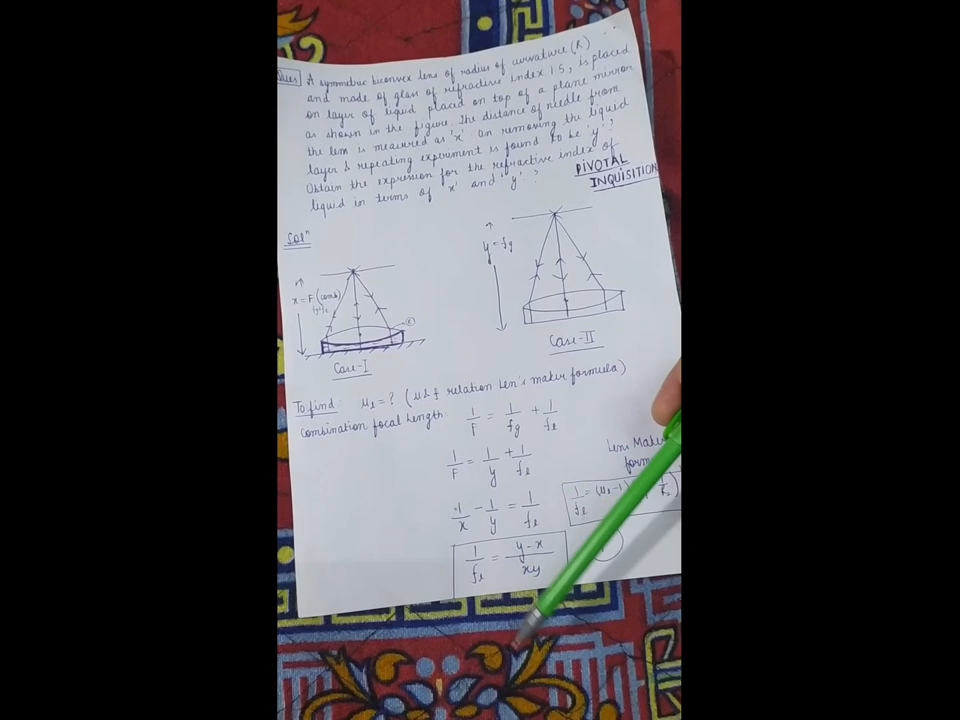 Ques A symmetric biconvex lens of radius of curvature (R)
and made of glass of refractive index 1.5, is placed
on layer of liquid placed on top of a plane mirror
as shown in the figure. The distance of needle from
the lens is measured as 'x'. On removing the liquid
layer & repeating experiment is found to be 'y'.
Obtain the expression for the refractive index of
liquid in terms of 'x' and 'y'?
PIVOTAL
INQUISITION
Solⁿ
x = F (comb)
y = fg
Case-I
Case-II
To find: μl = ? (μ & f relation Len's maker formula)
combination focal length: 1/F = 1/fg + 1/fl
1/F = 1/y + 1/fl
1/x - 1/y = 1/fl
1/fl = y-x/xy
Lens
1/fl = (μl-1)